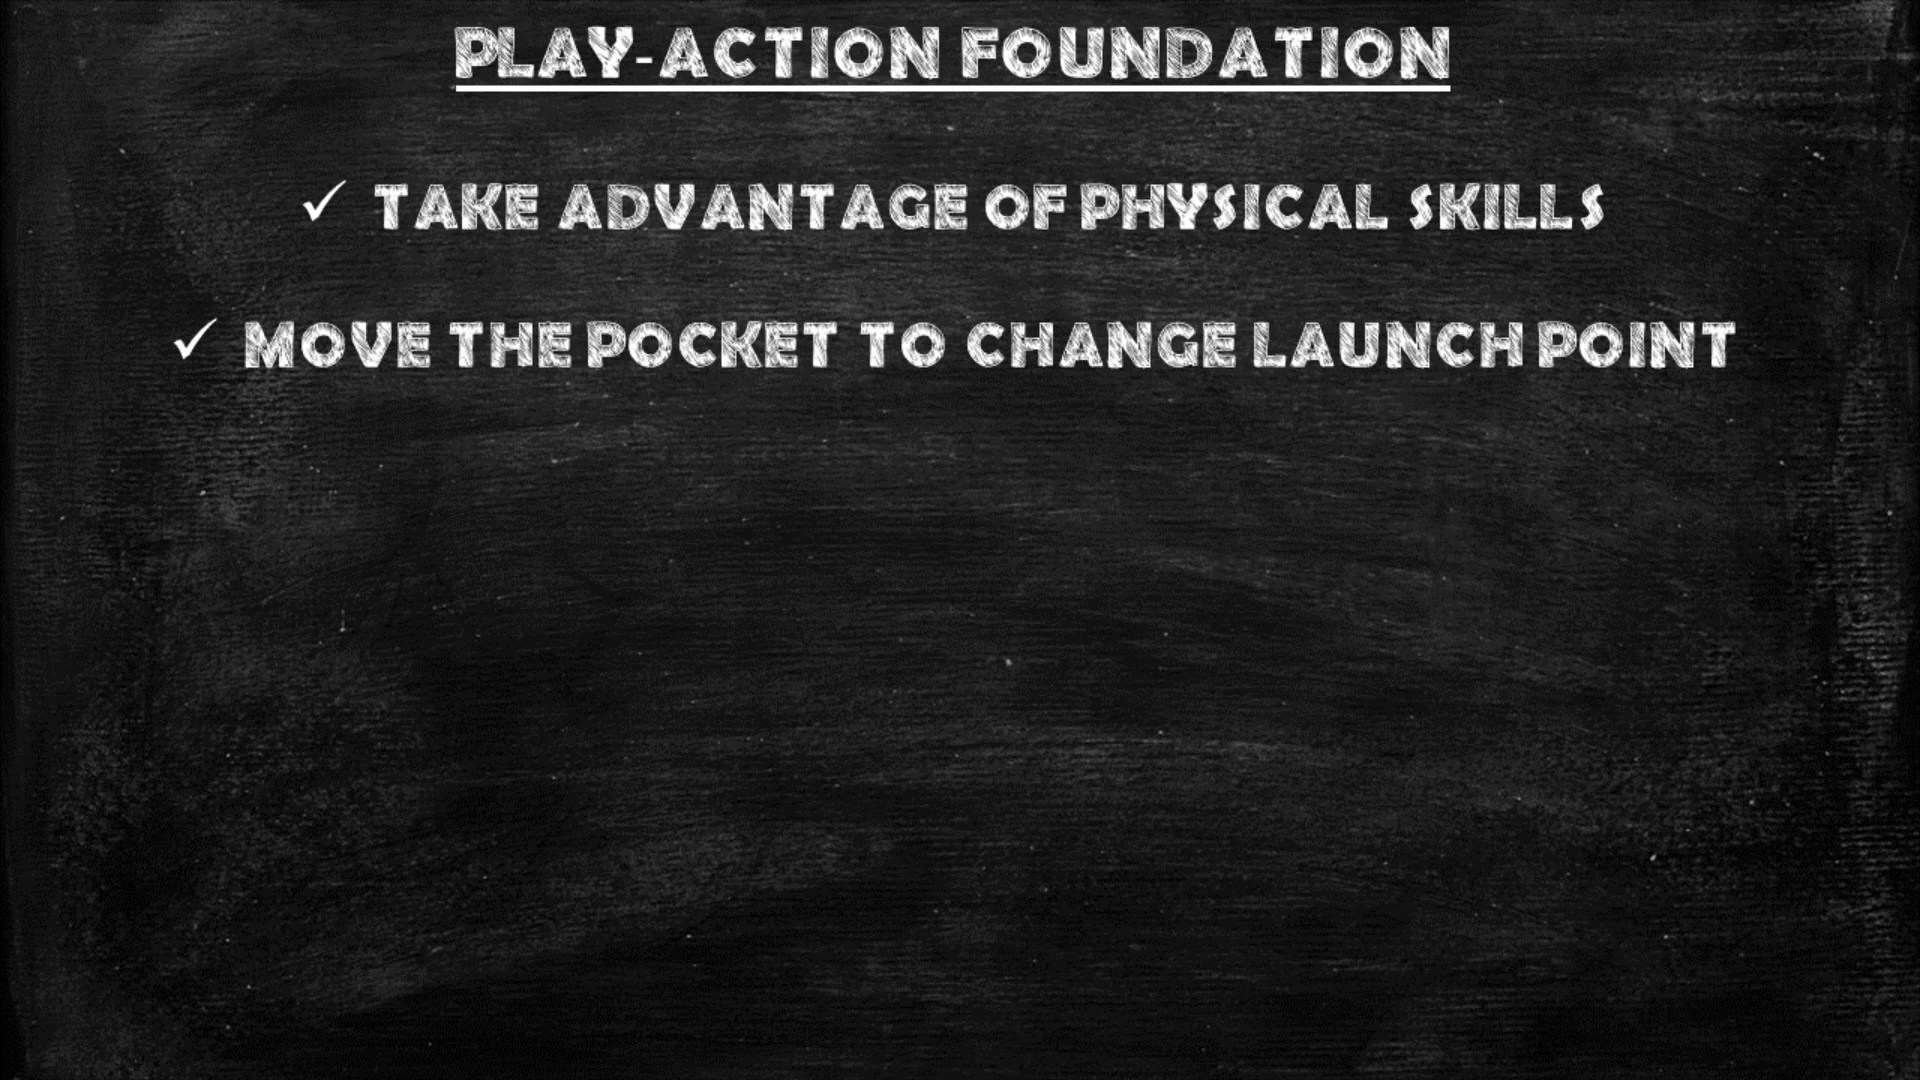 PLAY-ACTION FOUNDATION
✓ TAKE ADVANTAGE OF PHYSICAL SKILLS
✓ MOVE THE POCKET TO CHANGE LAUNCH POINT